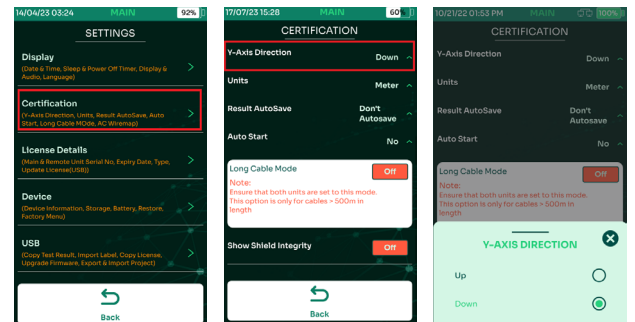 14/04/23 03:24 MAIN 92%
SETTINGS
Display
(Date & Time, Sleep & Power Off Timer, Display &
Audio, Language)
Certification
(Y-Axis Direction, Units, Result AutoSave, Auto
Start, Long Cable MOde, AC Wiremap)
License Details
(Main & Remote Unit Serial No, Expiry Date, Type,
Update License(USB))
Device
(Device Information, Storage, Battery, Restore,
Factory Menu)
USB
(Copy Test Result, Import Label, Copy License,
Upgrade Firmware, Export & Import Project)
Back
17/07/23 15:28 MAIN 60%
CERTIFICATION
Y-Axis Direction
Down
Units
Meter
Result AutoSave
Don't
Autosave
Auto Start
No
Long Cable Mode
Off
Note:
Ensure that both units are set to this mode.
This option is only for cables > 500m in
length
Show Shield Integrity
Off
Back
10/21/22 01:53 PM MAIN 100%
CERTIFICATION
Y-Axis Direction
Down
Units
Meter
Result AutoSave
Don't
Autosave
Auto Start
No
Long Cable Mode
Off
Note:
Ensure that both units are set to this mode.
This option is only for cables > 500m in
length
Y-AXIS DIRECTION
Up
Down